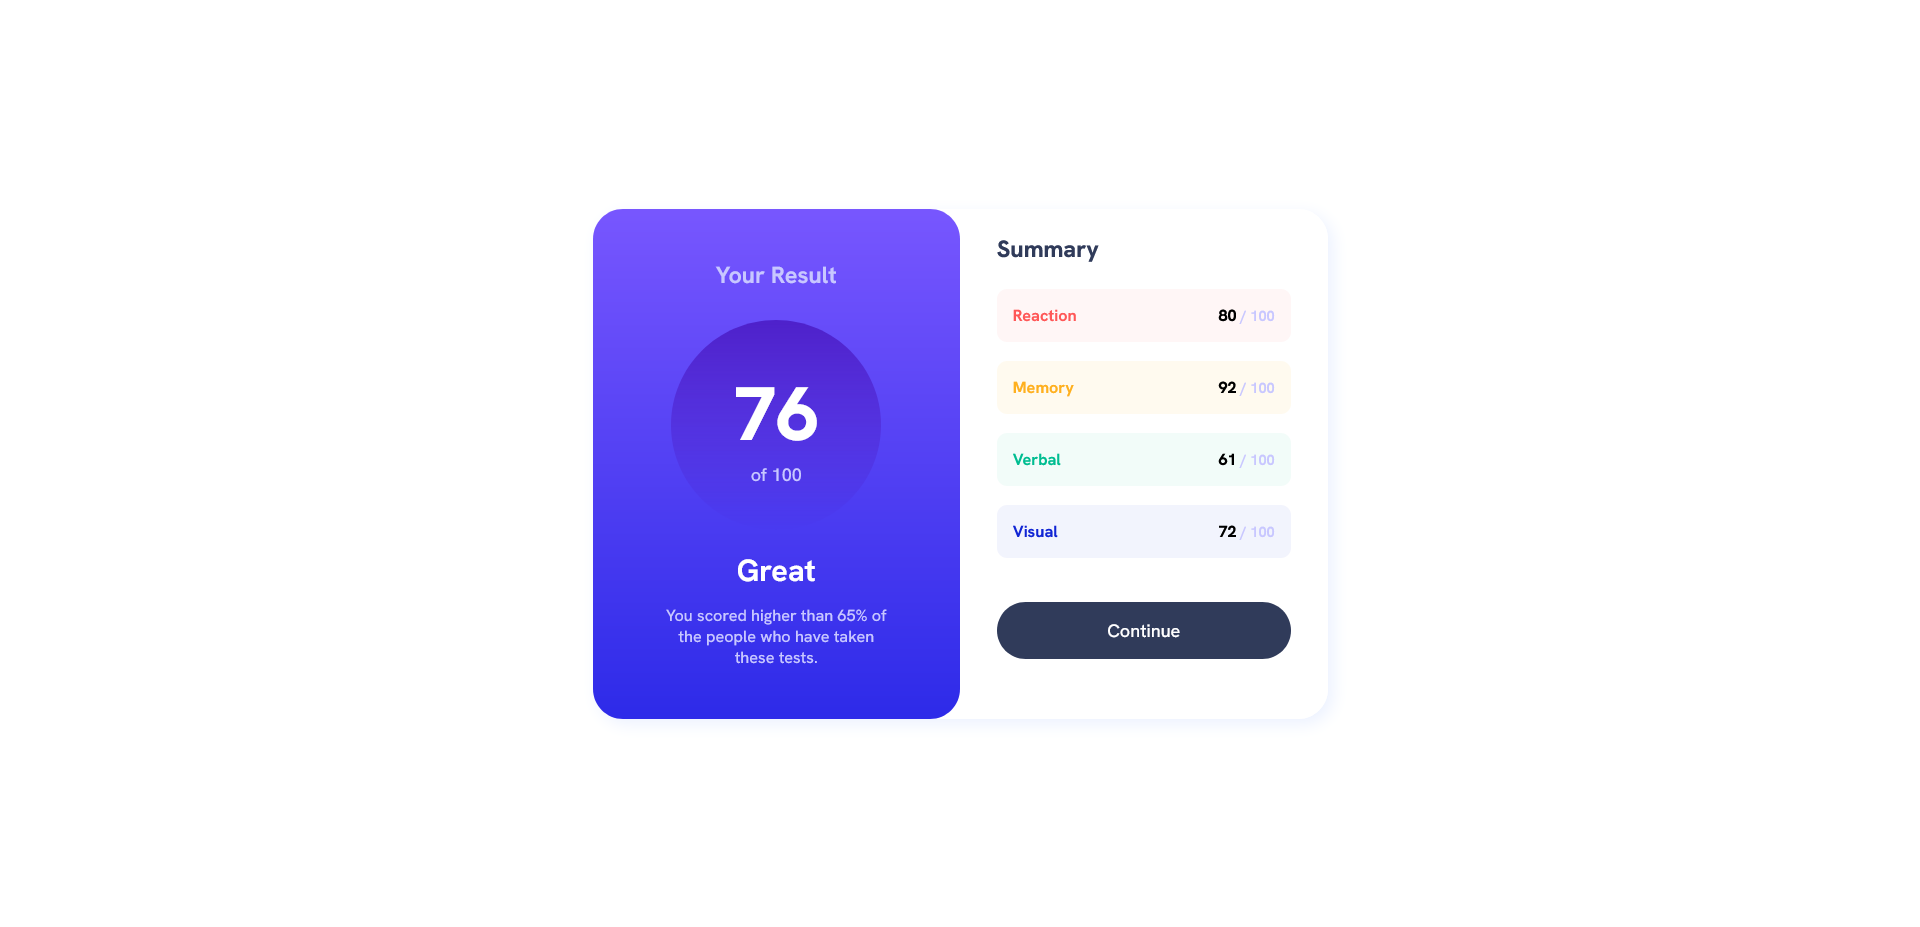 Your Result
76
of 100
Great
You scored higher than 65% of
the people who have taken
these tests.
Summary
Reaction 80 / 100
Memory 92 / 100
Verbal 61 / 100
Visual 72 / 100
Continue